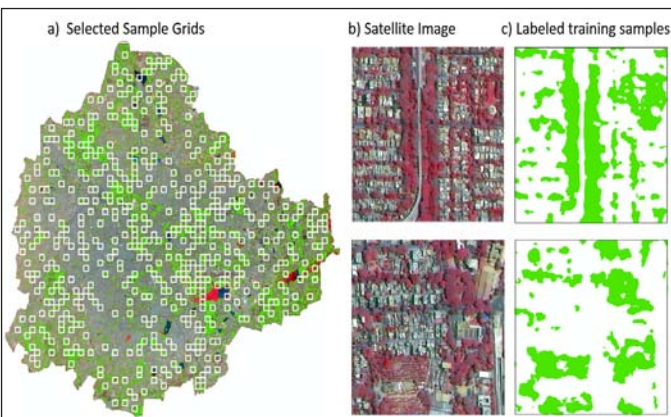 a) Selected Sample Grids
b) Satellite Image
c) Labeled training samples